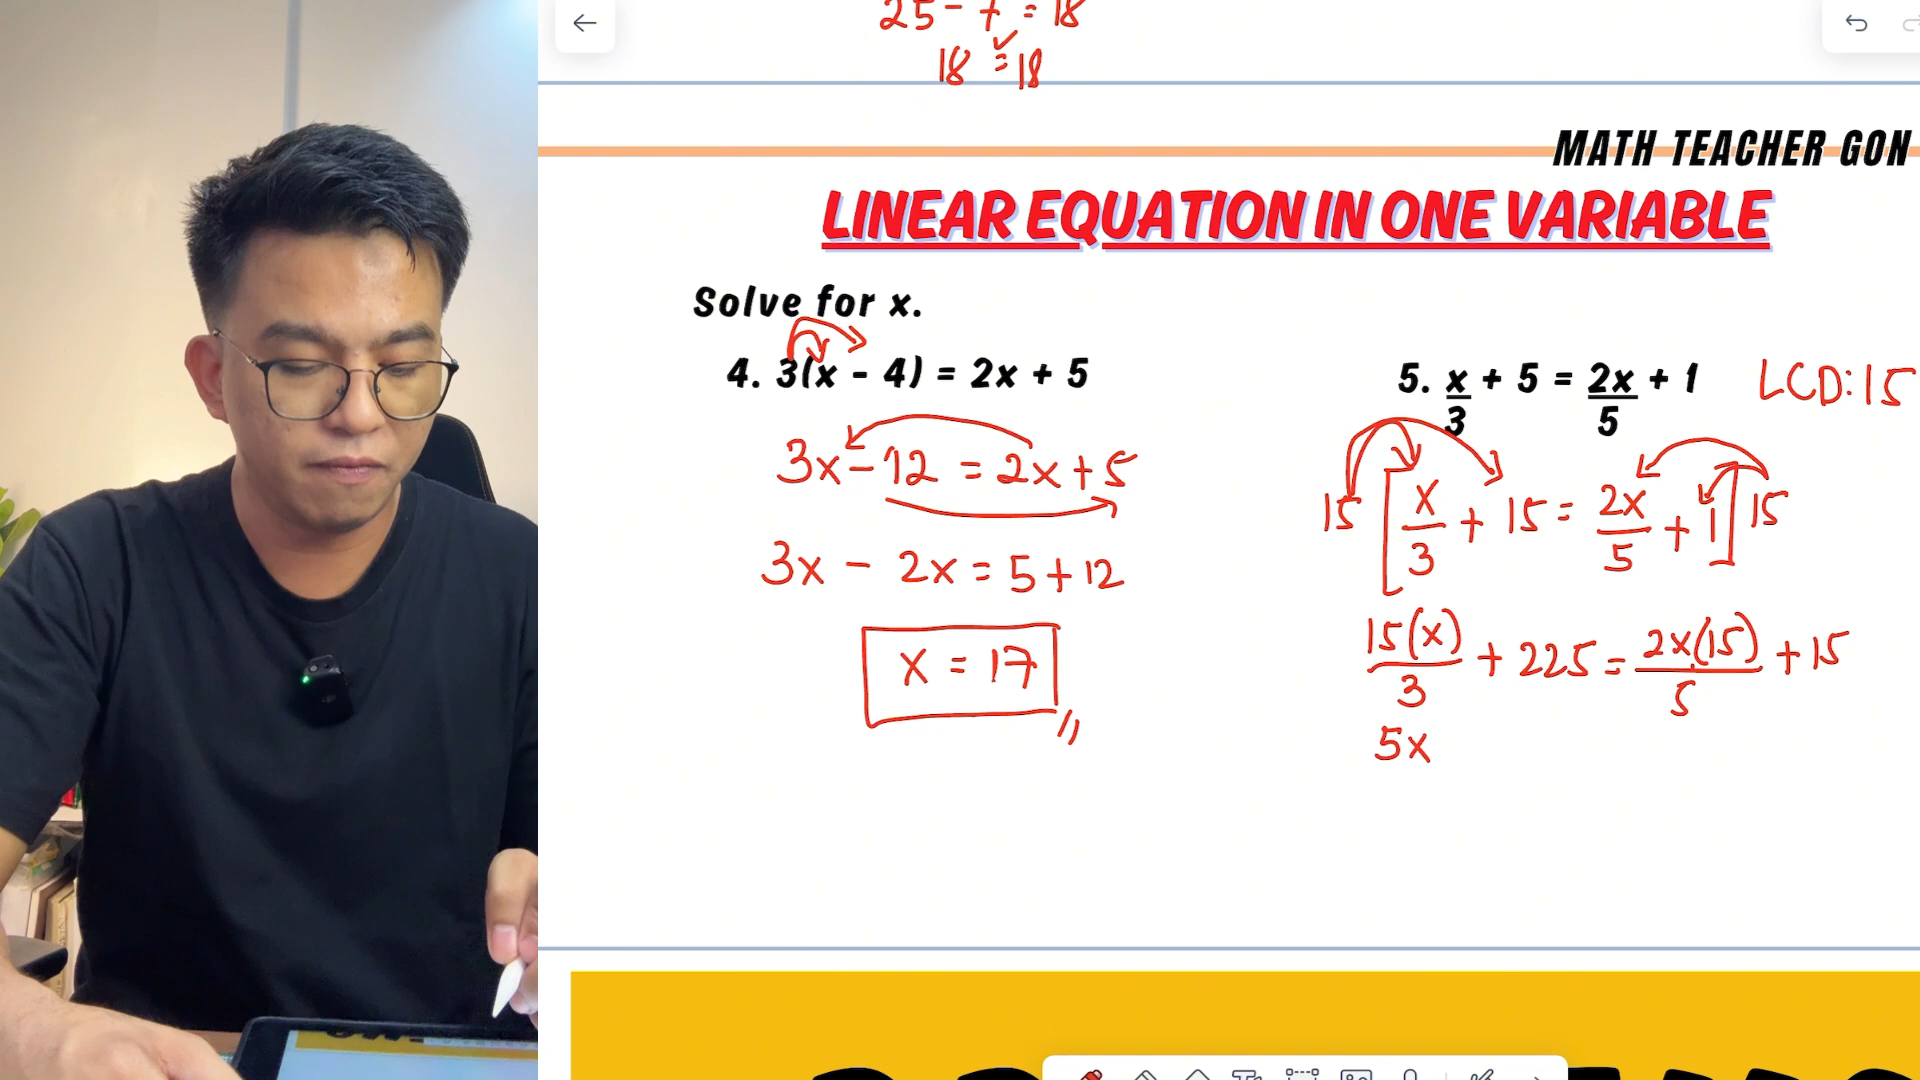 25 - 7 = 18
18 = 18 ✓
MATH TEACHER GON
LINEAR EQUATION IN ONE VARIABLE
Solve for x.
4. 3(x - 4) = 2x + 5
3x - 12 = 2x + 5
3x - 2x = 5 + 12
x = 17
5. x/3 + 5 = 2x/5 + 1
LCD: 15
15 [x/3 + 15 = 2x/5 + 1] 15
15(x)/3 + 225 = 2x(15)/5 + 15
5x